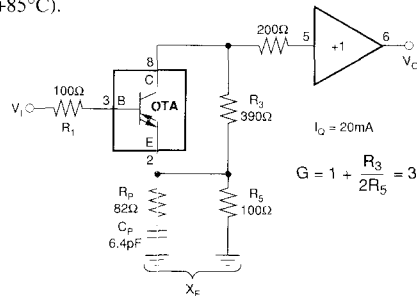 +85°C).
200Ω
8
C
5
+1
6
V_O
100Ω
3
B
OTA
V_I
R_1
R_3
390Ω
I_Q = 20mA
E
2
G = 1 + R_3 / 2R_5 = 3
R_P
82Ω
R_5
100Ω
C_P
6.4pF
X_E